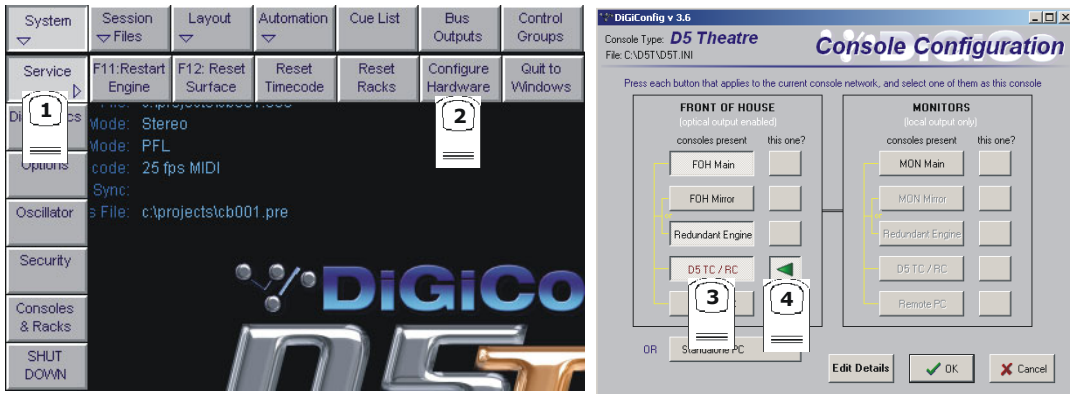 System
Session
Files
Layout
Automation
Cue List
Bus
Outputs
Control
Groups
Service
F11:Restart
Engine
F12: Reset
Surface
Reset
Timecode
Reset
Racks
Configure
Hardware
Quit to
Windows
1
2
Mode: Stereo
Mode: PFL
Options
code: 25 fps MIDI
Sync:
Oscillator
s File: c:\projects\cb001.pre
Security
Consoles
& Racks
SHUT
DOWN
DiGiCo
D5T
DiGiConfig v 3.6
Console Type: D5 Theatre
File: C:\D5T\D5T.INI
Console Configuration
Press each button that applies to the current console network, and select one of them as this console
FRONT OF HOUSE
(optical output enabled)
consoles present this one?
FOH Main
FOH Mirror
Redundant Engine
D5 TC / RC
3
4
MONITORS
(local output only)
consoles present this one?
MON Main
MON Mirror
Redundant Engine
D5 TC / RC
Remote PC
OR Standalone PC
Edit Details
OK
Cancel